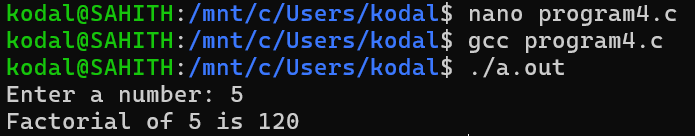 kodal@SAHITH:/mnt/c/Users/kodal$ nano program4.c
kodal@SAHITH:/mnt/c/Users/kodal$ gcc program4.c
kodal@SAHITH:/mnt/c/Users/kodal$ ./a.out
Enter a number: 5
Factorial of 5 is 120